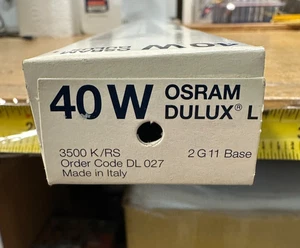 40 W OSRAM
DULUX® L
3500 K/RS 2 G 11 Base
Order Code DL 027
Made in Italy